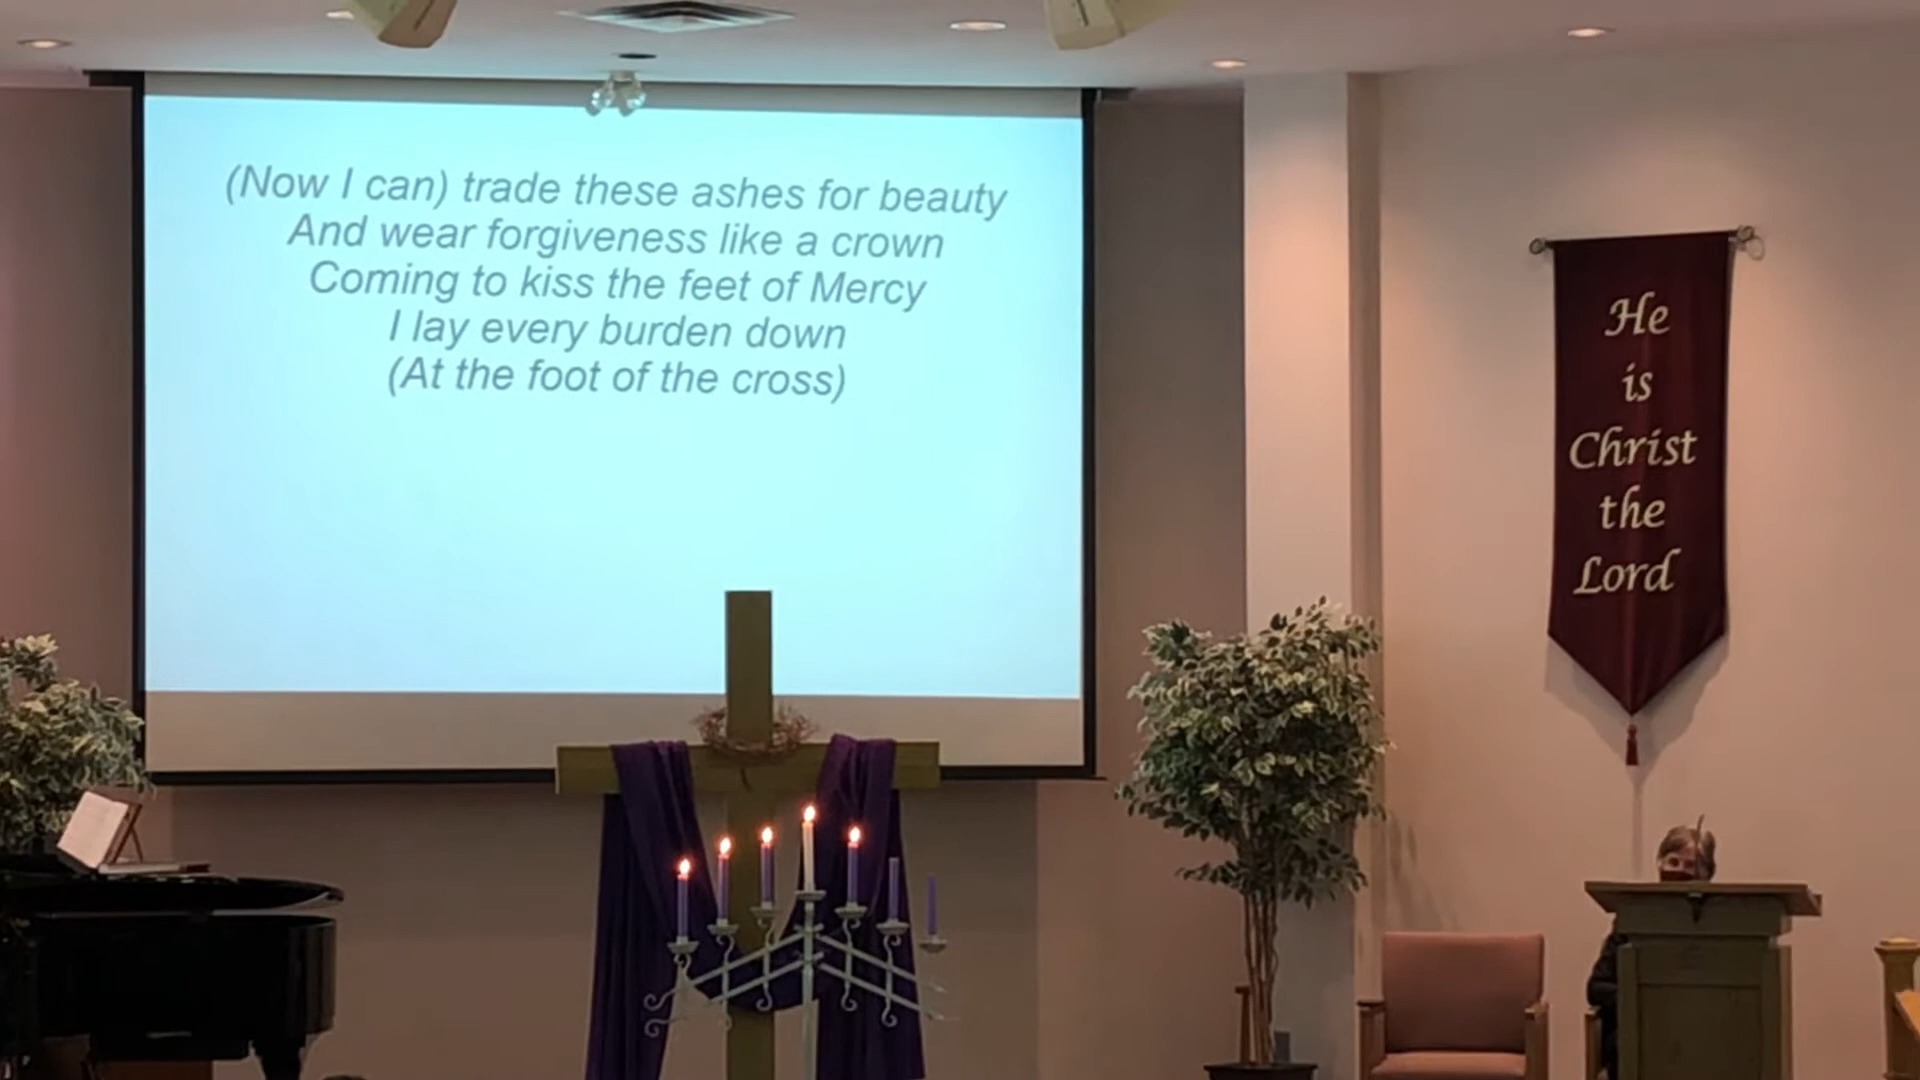 (Now I can) trade these ashes for beauty
And wear forgiveness like a crown
Coming to kiss the feet of Mercy
I lay every burden down
(At the foot of the cross)
He
is
Christ
the
Lord